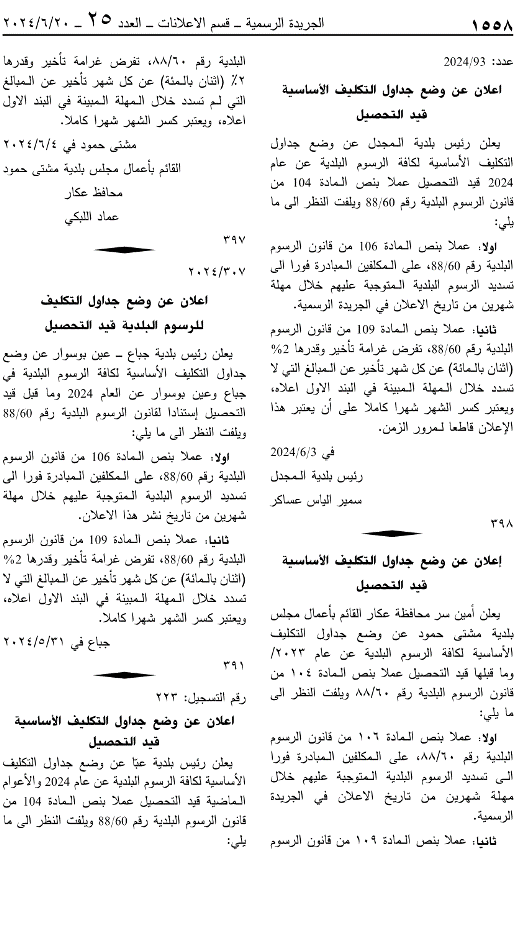 ١٥٥٨
الجريدة الرسمية ــ قسم الاعلانات ــ العدد ٢٥ ــ ٢٠٢٤/٦/٢٠
عدد: 2024/93
اعلان عن وضع جداول التكليف الأساسية
قيد التحصيل
يعلن رئيس بلدية المجدل عن وضع جداول
التكليف الأساسية لكافة الرسوم البلدية عن عام
2024 قيد التحصيل عملا بنص المادة 104 من
قانون الرسوم البلدية رقم 88/60 ويلفت النظر الى ما
يلي:
اولا: عملا بنص المادة 106 من قانون الرسوم
البلدية رقم 88/60، على المكلفين المبادرة فورا الى
تسديد الرسوم البلدية المتوجبة عليهم خلال مهلة
شهرين من تاريخ الاعلان في الجريدة الرسمية.
ثانيا: عملا بنص المادة 109 من قانون الرسوم
البلدية رقم 88/60، تفرض غرامة تأخير وقدرها 2%
(اثنان بالمائة) عن كل شهر تأخير عن المبالغ التي لا
تسدد خلال المهلة المبينة في البند الاول اعلاه،
ويعتبر كسر الشهر شهرا كاملا على أن يعتبر هذا
الإعلان قاطعا لمرور الزمن.
في 2024/6/3
رئيس بلدية المجدل
سمير الياس عساكر
٣٩٨
إعلان عن وضع جداول التكليف الأساسية
قيد التحصيل
يعلن أمين سر محافظة عكار القائم بأعمال مجلس
بلدية مشتى حمود عن وضع جداول التكليف
الأساسية لكافة الرسوم البلدية عن عام ٢٠٢٣/
وما قبلها قيد التحصيل عملا بنص المادة ١٠٤ من
قانون الرسوم البلدية رقم ٨٨/٦٠ ويلفت النظر الى
ما يلي:
اولا: عملا بنص المادة ١٠٦ من قانون الرسوم
البلدية رقم ٨٨/٦٠، على المكلفين المبادرة فورا
الى تسديد الرسوم البلدية المتوجبة عليهم خلال
مهلة شهرين من تاريخ الاعلان في الجريدة
الرسمية.
ثانيا: عملا بنص المادة ١٠٩ من قانون الرسوم
البلدية رقم ٨٨/٦٠، تفرض غرامة تأخير وقدرها
٢٪ (اثنان بالمئة) عن كل شهر تأخير عن المبالغ
التي لم تسدد خلال المهلة المبينة في البند الاول
اعلاه، ويعتبر كسر الشهر شهرا كاملا.
مشتى حمود في ٢٠٢٤/٦/٤
القائم بأعمال مجلس بلدية مشتى حمود
محافظ عكار
عماد اللبكي
٣٩٧
٢٠٢٤/٣٠٧
اعلان عن وضع جداول التكليف
للرسوم البلدية قيد التحصيل
يعلن رئيس بلدية جباع ــ عين بوسوار عن وضع
جداول التكليف الأساسية لكافة الرسوم البلدية في
جباع وعين بوسوار عن العام 2024 وما قبل قيد
التحصيل إستنادا لقانون الرسوم البلدية رقم 88/60
ويلفت النظر الى ما يلي:
اولا: عملا بنص المادة 106 من قانون الرسوم
البلدية رقم 88/60، على المكلفين المبادرة فورا الى
تسديد الرسوم البلدية المتوجبة عليهم خلال مهلة
شهرين من تاريخ نشر هذا الاعلان.
ثانيا: عملا بنص المادة 109 من قانون الرسوم
البلدية رقم 88/60، تفرض غرامة تأخير وقدرها 2%
(اثنان بالمائة) عن كل شهر تأخير عن المبالغ التي لا
تسدد خلال المهلة المبينة في البند الاول اعلاه،
ويعتبر كسر الشهر شهرا كاملا.
جباع في ٢٠٢٤/٥/٣١
٣٩١
رقم التسجيل: ٢٢٣
اعلان عن وضع جداول التكليف الأساسية
قيد التحصيل
يعلن رئيس بلدية عبّا عن وضع جداول التكليف
الأساسية لكافة الرسوم البلدية عن عام 2024 والأعوام
الماضية قيد التحصيل عملا بنص المادة 104 من
قانون الرسوم البلدية رقم 88/60 ويلفت النظر الى ما
يلي: